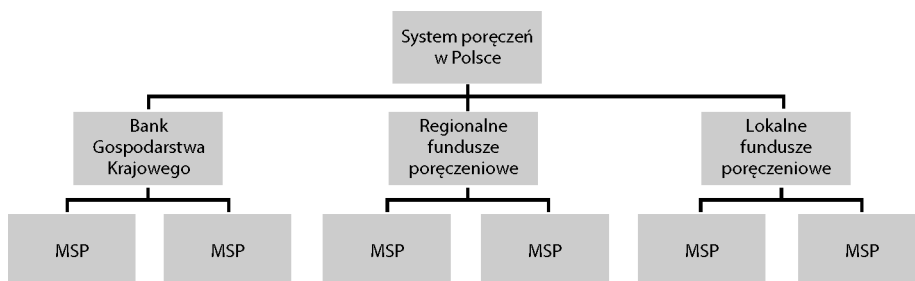 System poręczeń
w Polsce
Bank
Gospodarstwa
Krajowego
Regionalne
fundusze
poręczeniowe
Lokalne
fundusze
poręczeniowe
MSP
MSP
MSP
MSP
MSP
MSP